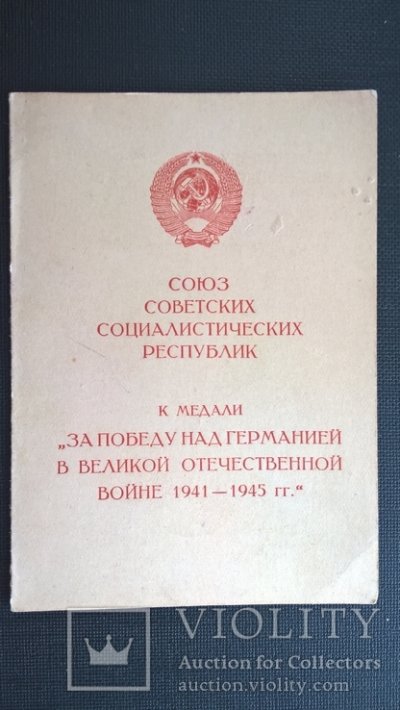 СОЮЗ
СОВЕТСКИХ
СОЦИАЛИСТИЧЕСКИХ
РЕСПУБЛИК
К МЕДАЛИ
„ЗА ПОБЕДУ НАД ГЕРМАНИЕЙ
В ВЕЛИКОЙ ОТЕЧЕСТВЕННОЙ
ВОЙНЕ 1941—1945 гг.“
VIOLITY
Auction for Collectors
auction.violity.com